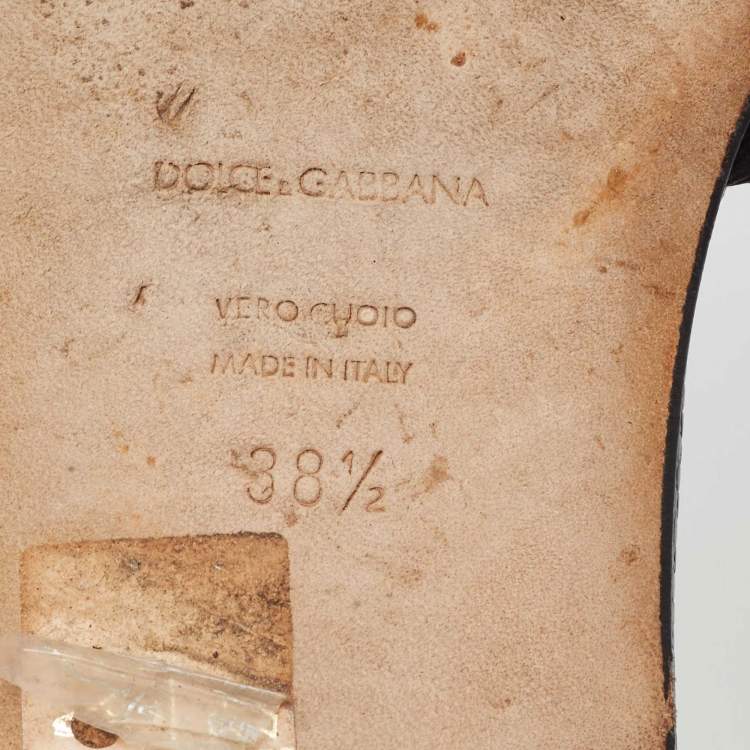 DOLCE & GABBANA
VERO CUOIO
MADE IN ITALY
38½